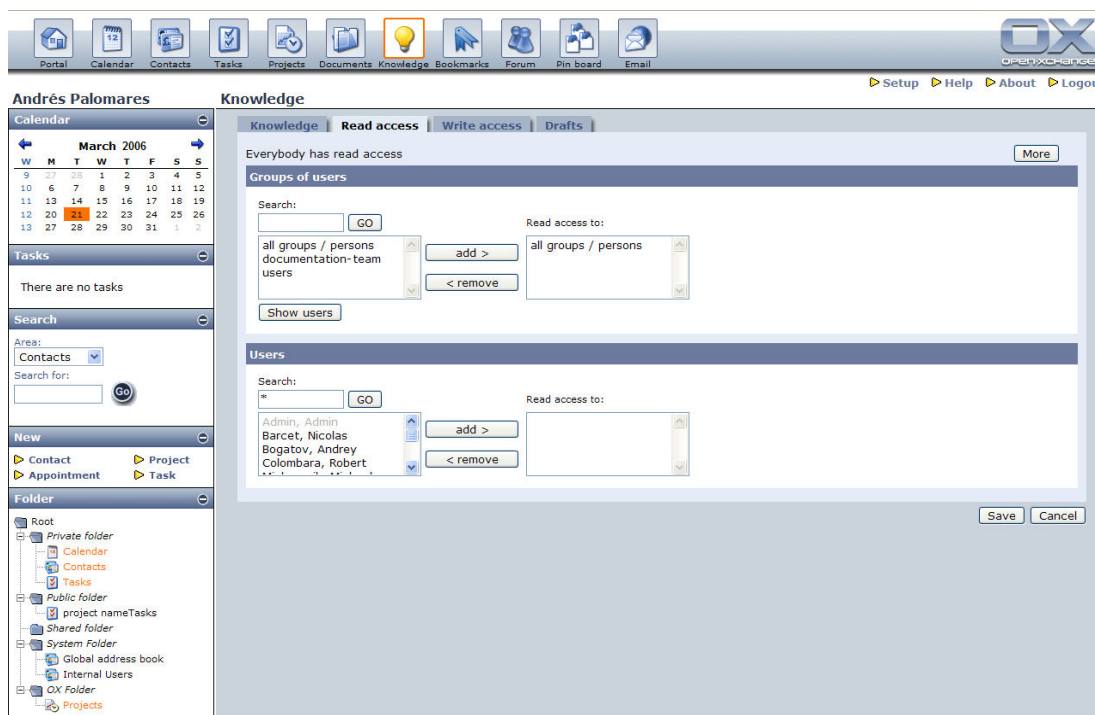 Portal Calendar Contacts Tasks Projects Documents Knowledge Bookmarks Forum Pin board Email
OX
OPEN-XCHANGE
Setup Help About Logou
Andrés Palomares
Knowledge
Calendar
March 2006
W M T W T F S S
9 27 28 1 2 3 4 5
10 6 7 8 9 10 11 12
11 13 14 15 16 17 18 19
12 20 21 22 23 24 25 26
13 27 28 29 30 31 1 2
Tasks
There are no tasks
Search
Area:
Contacts
Search for:
Go
New
Contact Project
Appointment Task
Folder
Root
Private folder
Calendar
Contacts
Tasks
Public folder
project nameTasks
Shared folder
System Folder
Global address book
Internal Users
OX Folder
Projects
Knowledge Read access Write access Drafts
Everybody has read access More
Groups of users
Search:
GO Read access to:
all groups / persons add > all groups / persons
documentation-team
users < remove
Show users
Users
Search:
* GO Read access to:
Admin, Admin add >
Barcet, Nicolas
Bogatov, Andrey
Colombara, Robert < remove
Save Cancel